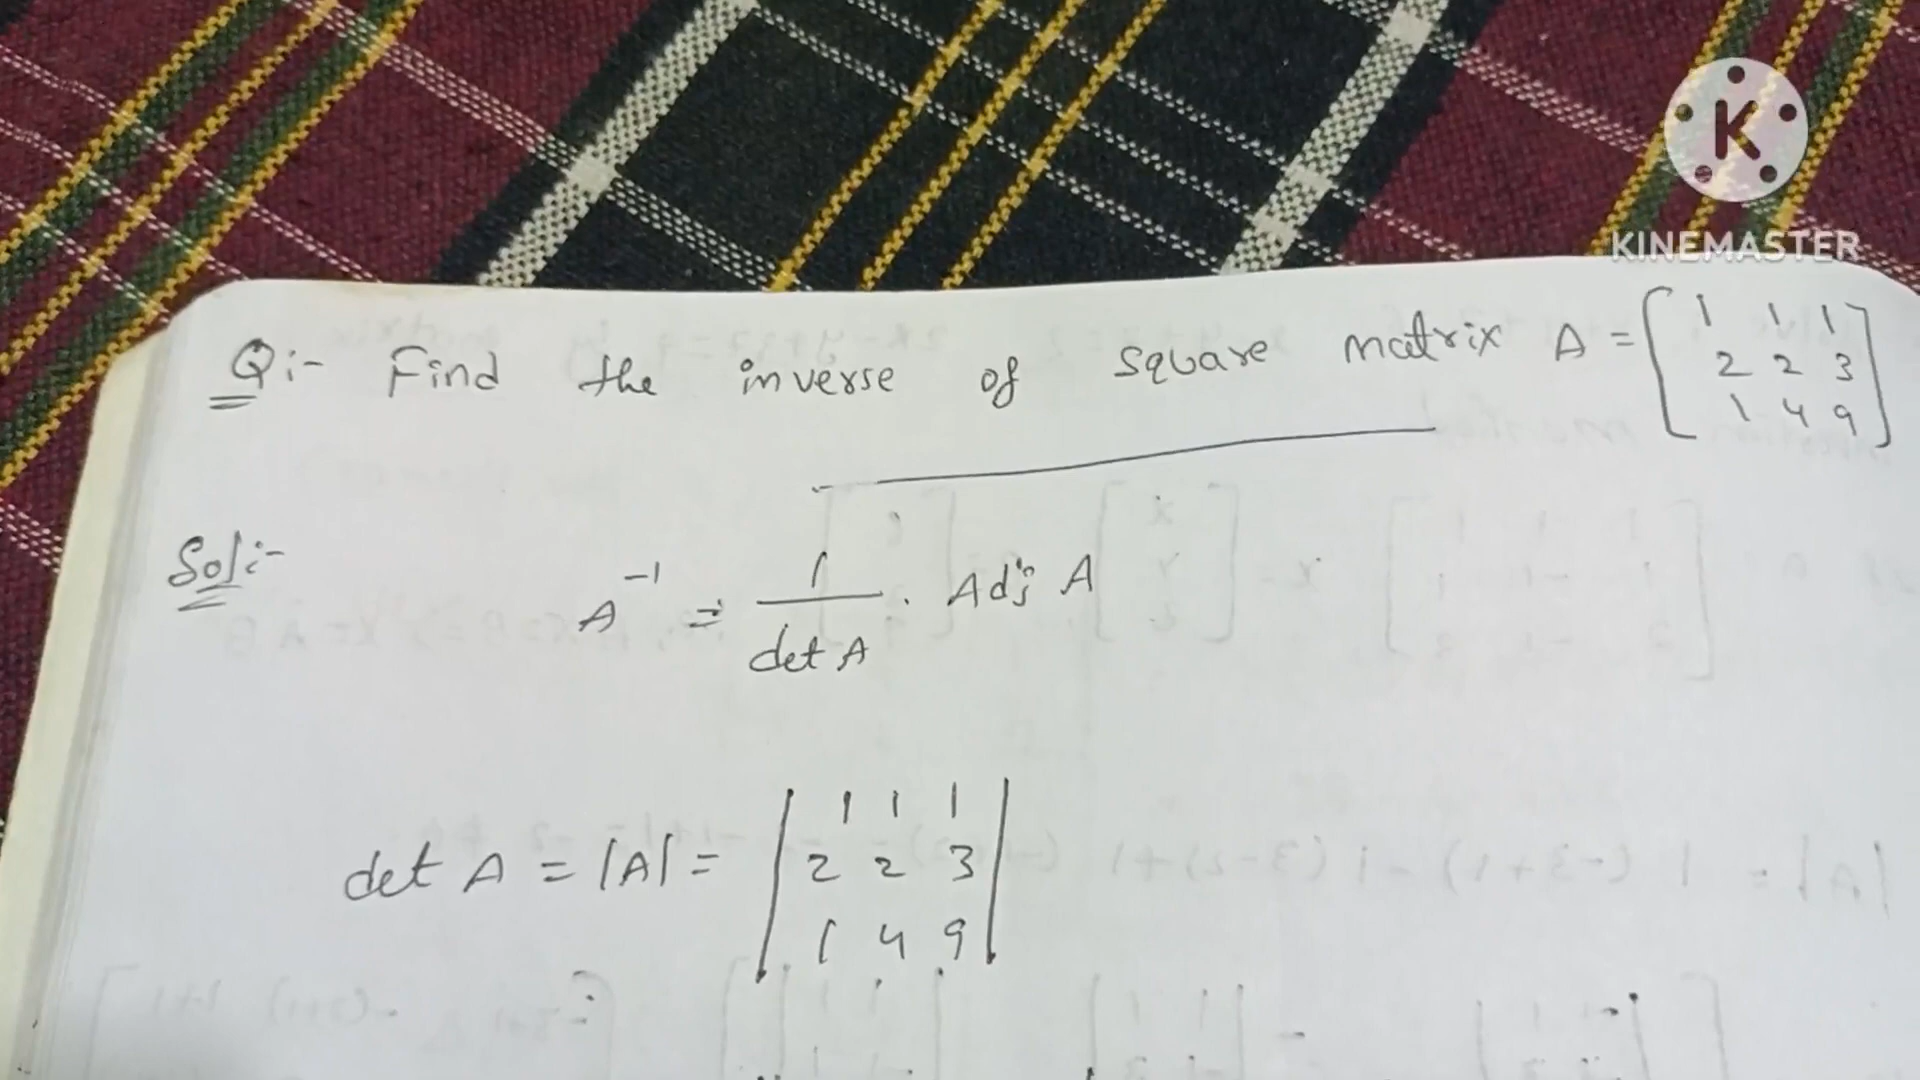 K
KINEMASTER
Q:- Find the inverse of square matrix A = [ 1 1 1
2 2 3
1 4 9 ]
Sol:-
A⁻¹ = 1/det A . Adj A
det A = |A| = | 1 1 1
2 2 3
1 4 9 |